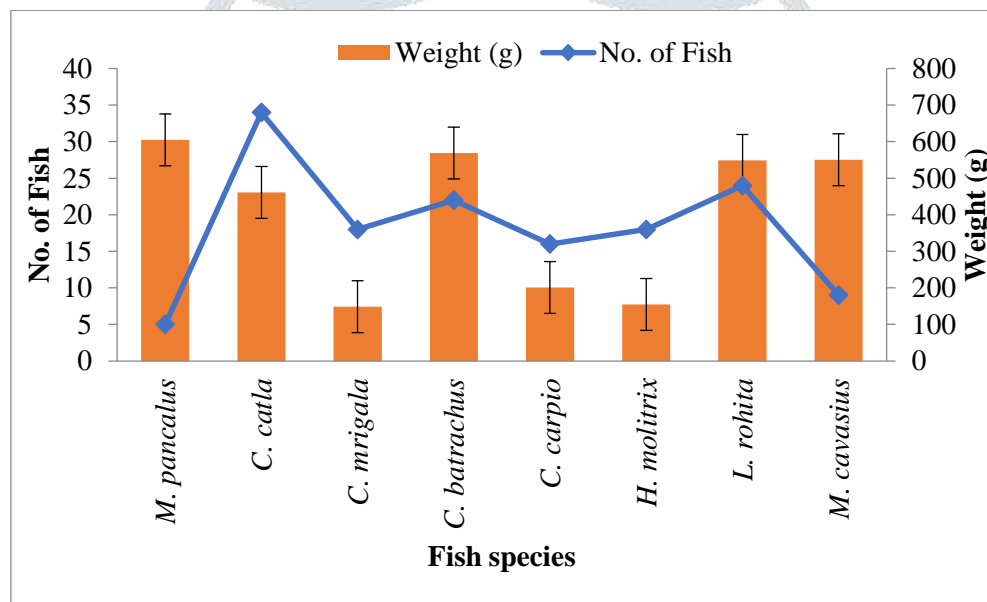 Weight (g) No. of Fish
40
35
30
25
20
15
10
5
0
No. of Fish
800
700
600
500
400
300
200
100
0
Weight (g)
M. pancalus
C. catla
C. mrigala
C. batrachus
C. carpio
H. molitrix
L. rohita
M. cavasius
Fish species